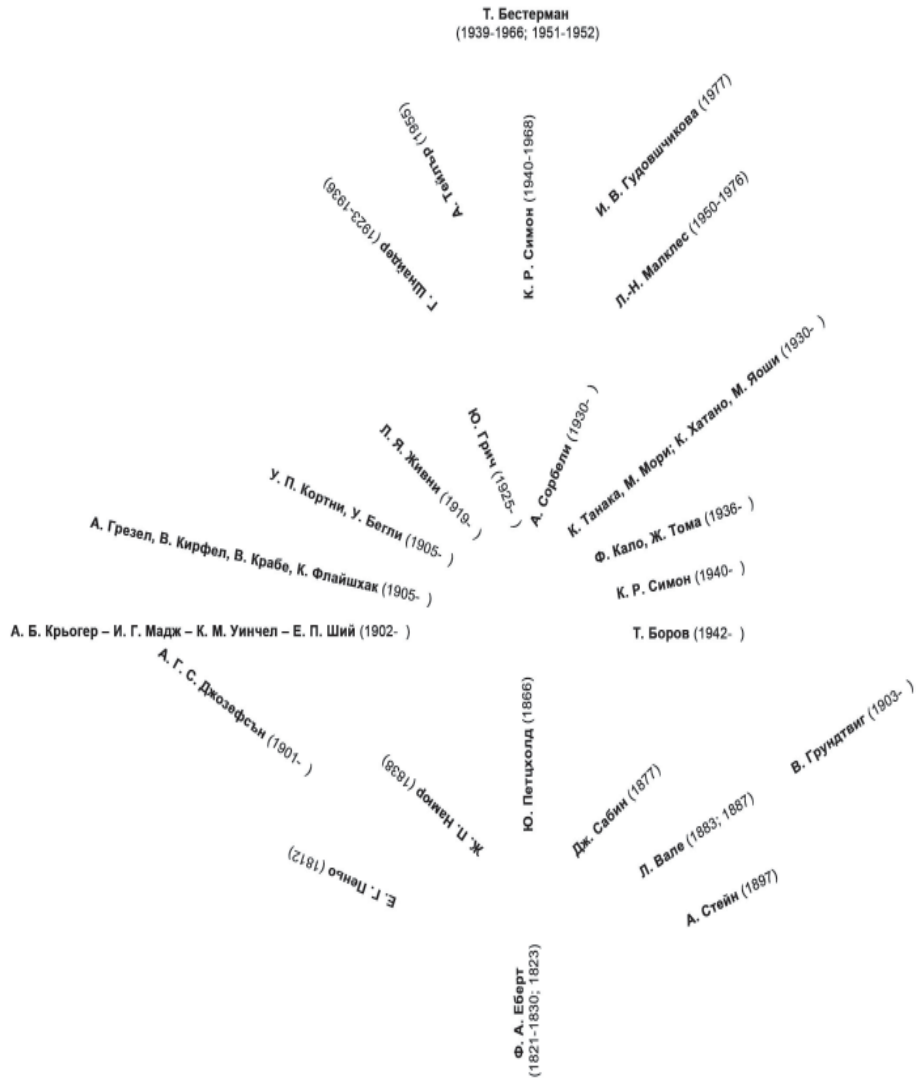 Т. Бестерман
(1939-1966; 1951-1952)
А. Тейлър (1955)
К. Р. Симон (1940-1968)
И. В. Гудовшчикова (1977)
Г. Шнайдер (1923-1936)
Л.-Н. Малклес (1950-1976)
К. Танака, М. Мори; К. Хатано, М. Яоши (1930- )
Ю. Грич (1925- )
А. Сорбели (1930- )
Л. Я. Живни (1919- )
У. П. Кортни, У. Бегли (1905- )
Ф. Кало, Ж. Тома (1936- )
А. Грезел, В. Кирфел, В. Крабе, К. Флайшхак (1905- )
К. Р. Симон (1940- )
А. Б. Крьогер – И. Г. Мадж – К. М. Уинчел – Е. П. Ший (1902- )
Т. Боров (1942- )
А. Г. С. Джозефсън (1901- )
Ю. Петцхолд (1866)
В. Грундтвиг (1903- )
Ж. П. Намюр (1838)
Дж. Сабин (1877)
Л. Вале (1883; 1887)
Е. Г. Пеньо (1812)
А. Стейн (1897)
Ф. А. Еберт
(1821-1830; 1823)